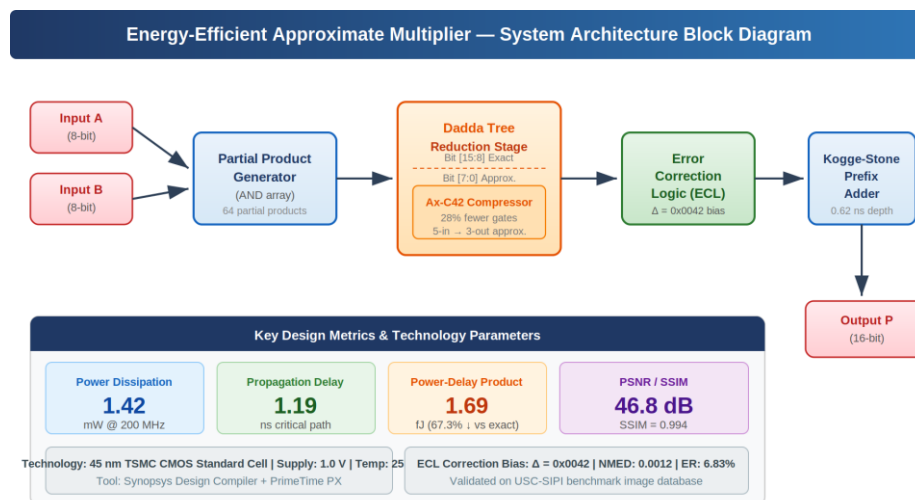 Energy-Efficient Approximate Multiplier — System Architecture Block Diagram
Input A
(8-bit)
Input B
(8-bit)
Partial Product
Generator
(AND array)
64 partial products
Dadda Tree
Reduction Stage
Bit [15:8] Exact
Bit [7:0] Approx.
Ax-C42 Compressor
28% fewer gates
5-in → 3-out approx.
Error
Correction
Logic (ECL)
Δ = 0x0042 bias
Kogge-Stone
Prefix
Adder
0.62 ns depth
Output P
(16-bit)
Key Design Metrics & Technology Parameters
Power Dissipation
1.42
mW @ 200 MHz
Propagation Delay
1.19
ns critical path
Power-Delay Product
1.69
fJ (67.3% ↓ vs exact)
PSNR / SSIM
46.8 dB
SSIM = 0.994
Technology: 45 nm TSMC CMOS Standard Cell | Supply: 1.0 V | Temp: 25
Tool: Synopsys Design Compiler + PrimeTime PX
ECL Correction Bias: Δ = 0x0042 | NMED: 0.0012 | ER: 6.83%
Validated on USC-SIPI benchmark image database